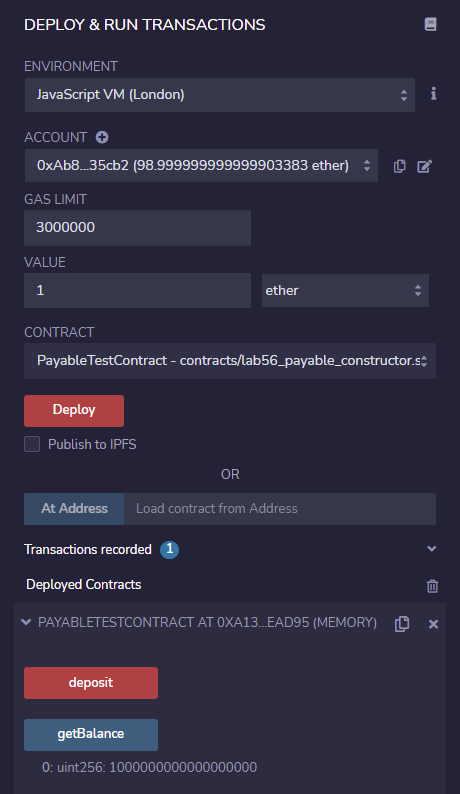 DEPLOY & RUN TRANSACTIONS
ENVIRONMENT
JavaScript VM (London)
ACCOUNT
0xAb8...35cb2 (98.999999999999903383 ether)
GAS LIMIT
3000000
VALUE
1 ether
CONTRACT
PayableTestContract - contracts/lab56_payable_constructor.s
Deploy
Publish to IPFS
OR
At Address Load contract from Address
Transactions recorded 1
Deployed Contracts
PAYABLETESTCONTRACT AT 0XA13...EAD95 (MEMORY)
deposit
getBalance
0: uint256: 1000000000000000000